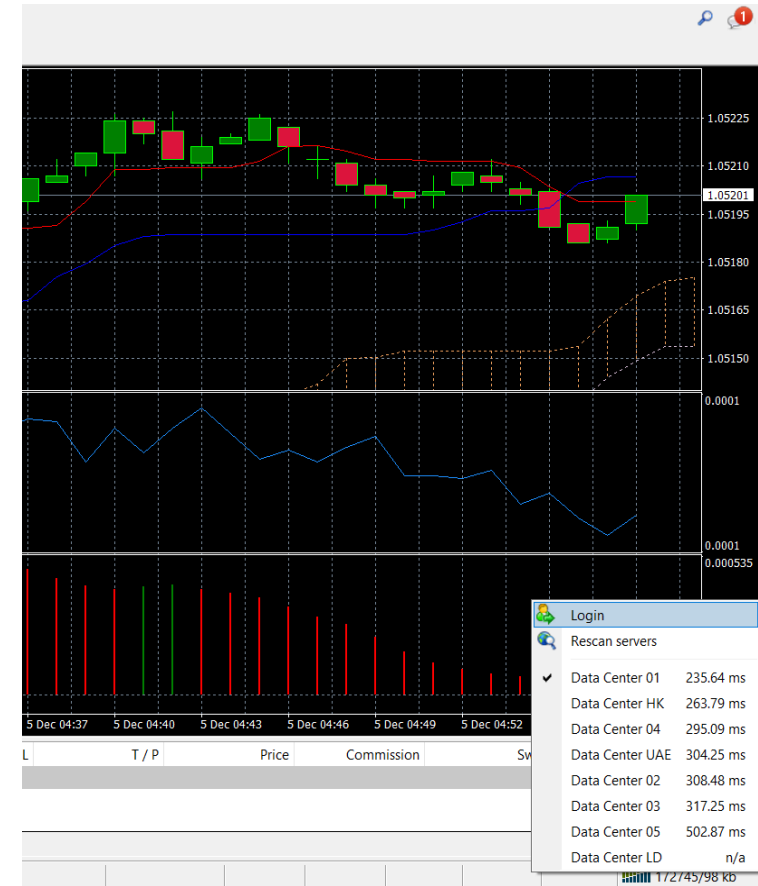 1
1.05225
1.05210
1.05201
1.05195
1.05180
1.05165
1.05150
0.0001
0.0001
0.000535
5 Dec 04:37 5 Dec 04:40 5 Dec 04:43 5 Dec 04:46 5 Dec 04:49 5 Dec 04:52
L T / P Price Commission Sw
Login
Rescan servers
Data Center 01 235.64 ms
Data Center HK 263.79 ms
Data Center 04 295.09 ms
Data Center UAE 304.25 ms
Data Center 02 308.48 ms
Data Center 03 317.25 ms
Data Center 05 502.87 ms
Data Center LD n/a
172745/98 kb